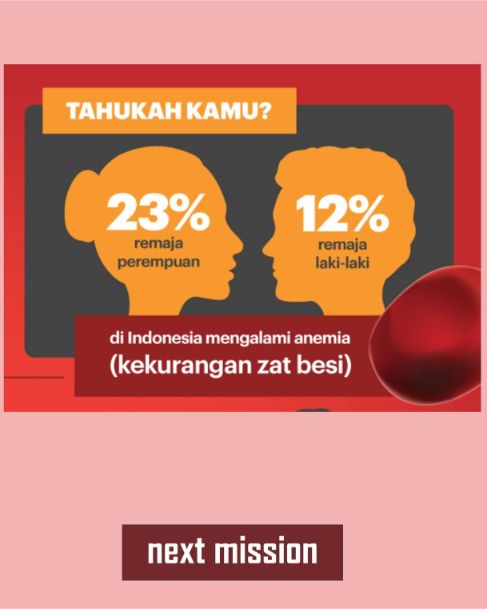 TAHUKAH KAMU?
23%
remaja
perempuan
12%
remaja
laki-laki
di Indonesia mengalami anemia
(kekurangan zat besi)
next mission